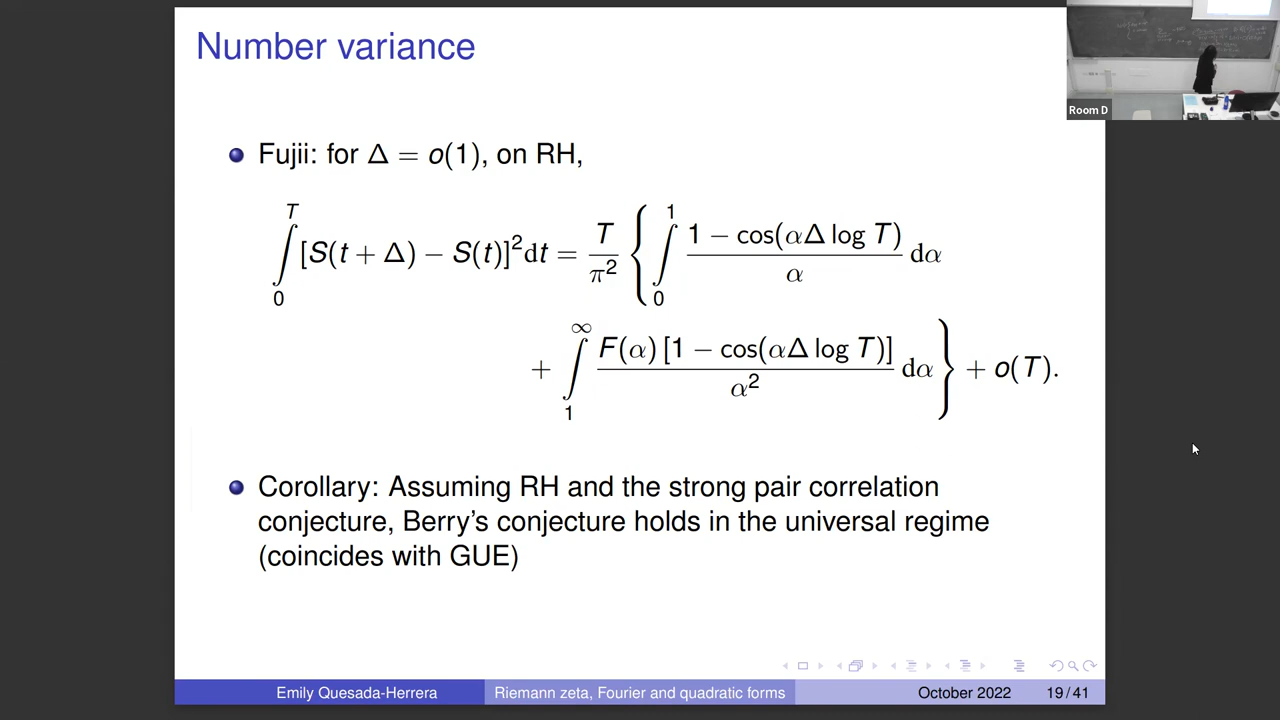 Number variance
Room D
Fujii: for Δ = o(1), on RH,
∫_0^T [S(t + Δ) − S(t)]² dt = T/π² { ∫_0^1 (1 − cos(αΔ log T))/α dα
+ ∫_1^∞ F(α) [1 − cos(αΔ log T)]/α² dα } + o(T).
Corollary: Assuming RH and the strong pair correlation
conjecture, Berry's conjecture holds in the universal regime
(coincides with GUE)
Emily Quesada-Herrera Riemann zeta, Fourier and quadratic forms October 2022 19/41